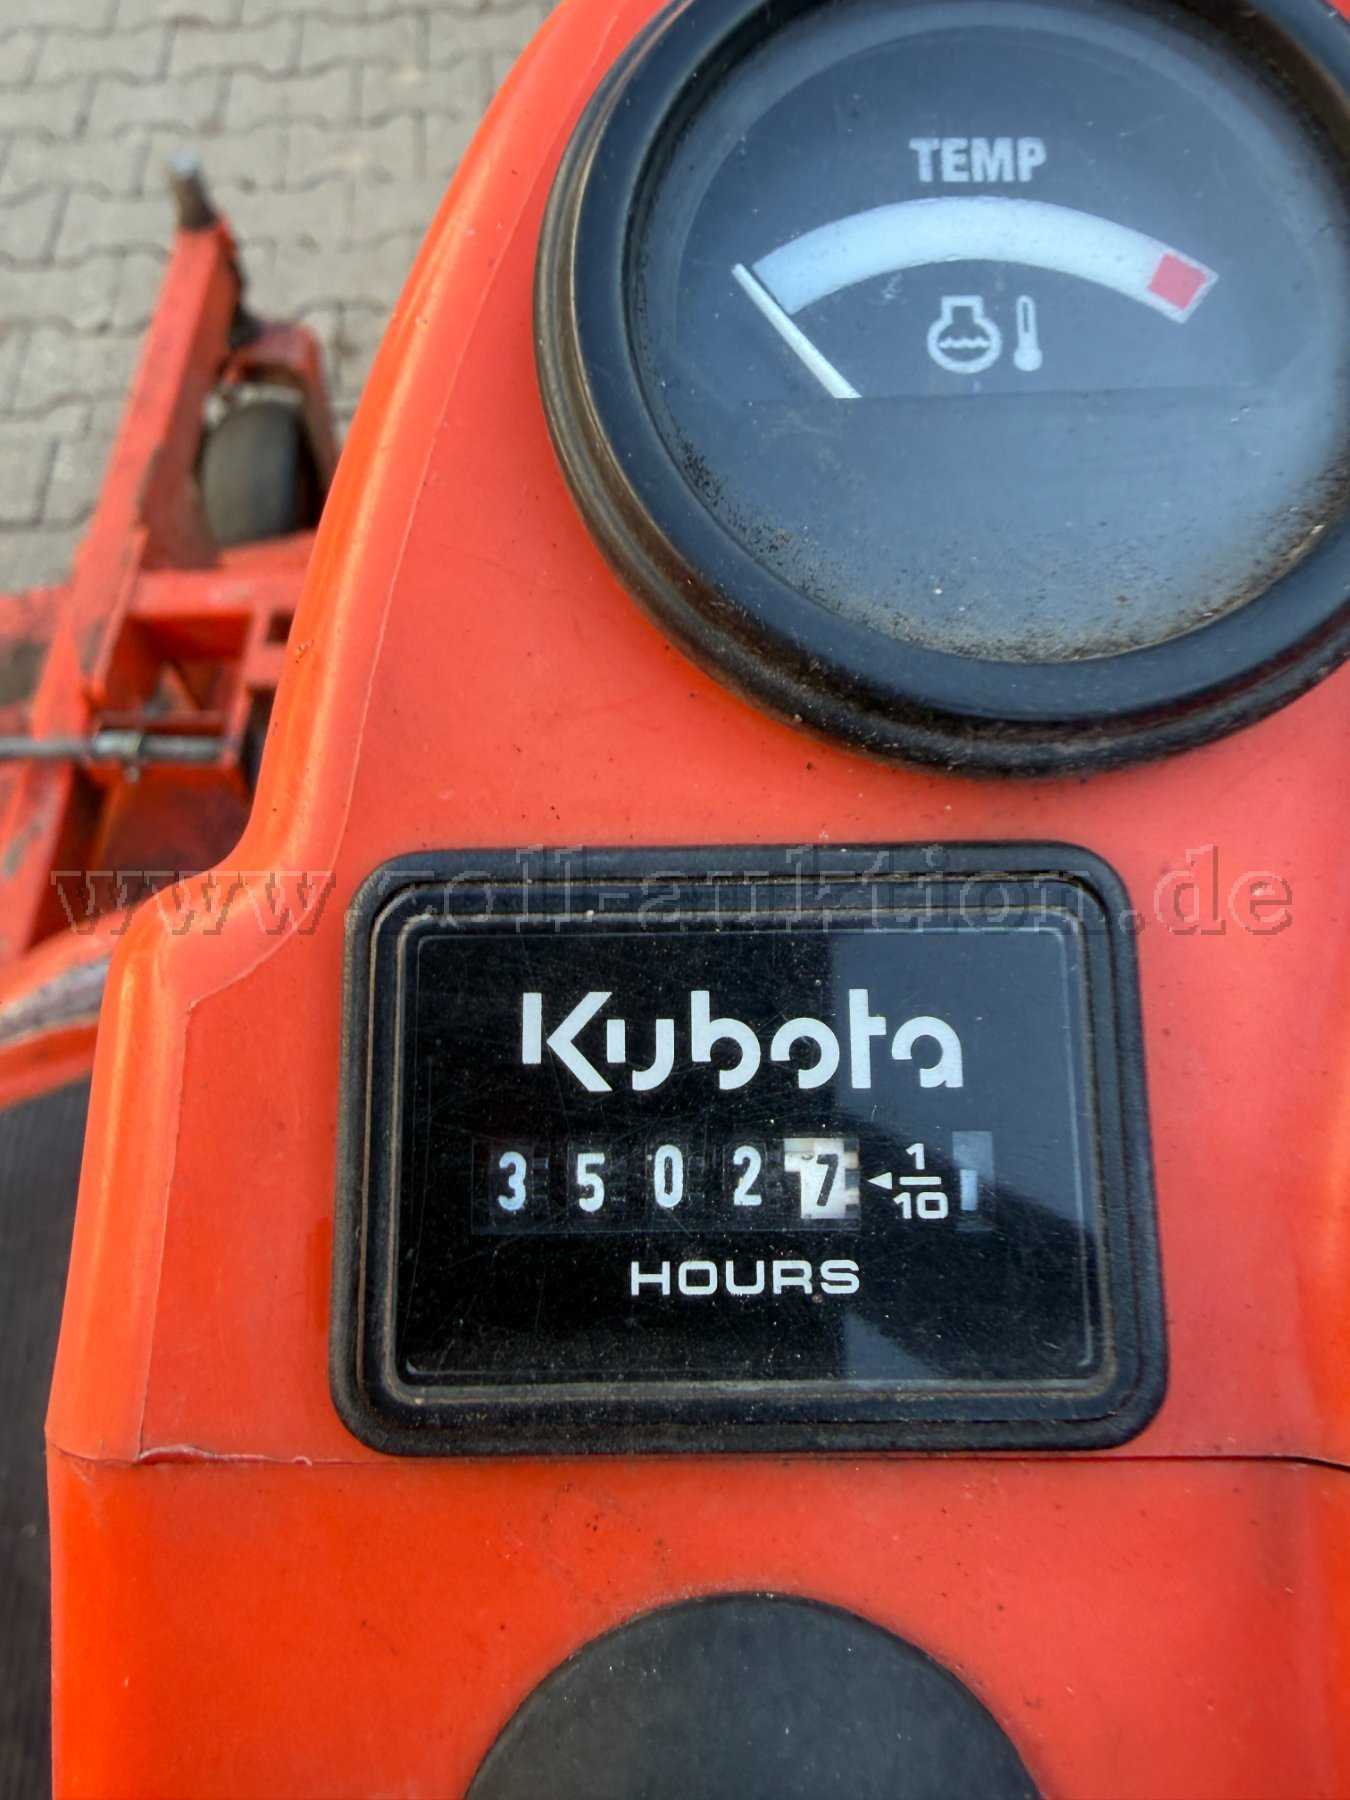 TEMP
www.zoll-auktion.de
Kubota
3 5 0 2 7 1/10
HOURS